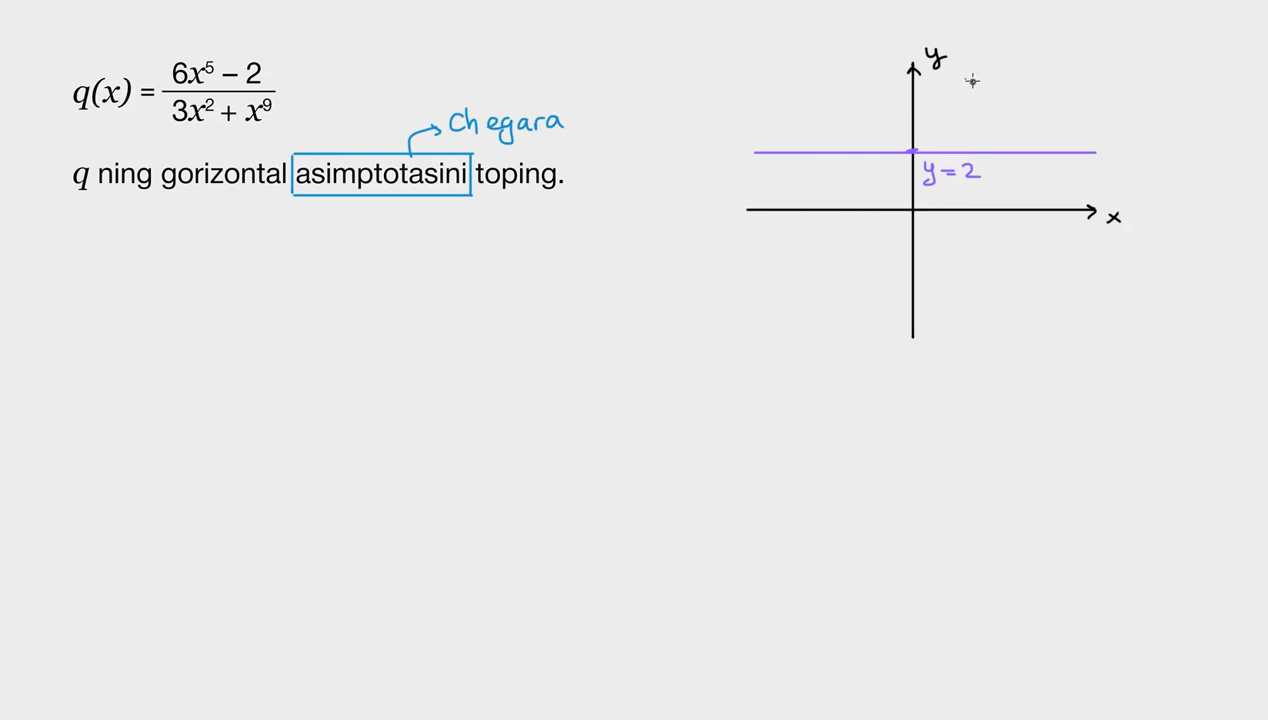 q(x) = (6x⁵ – 2) / (3x² + x⁹)
Chegara
q ning gorizontal asimptotasini toping.
y
y = 2
x